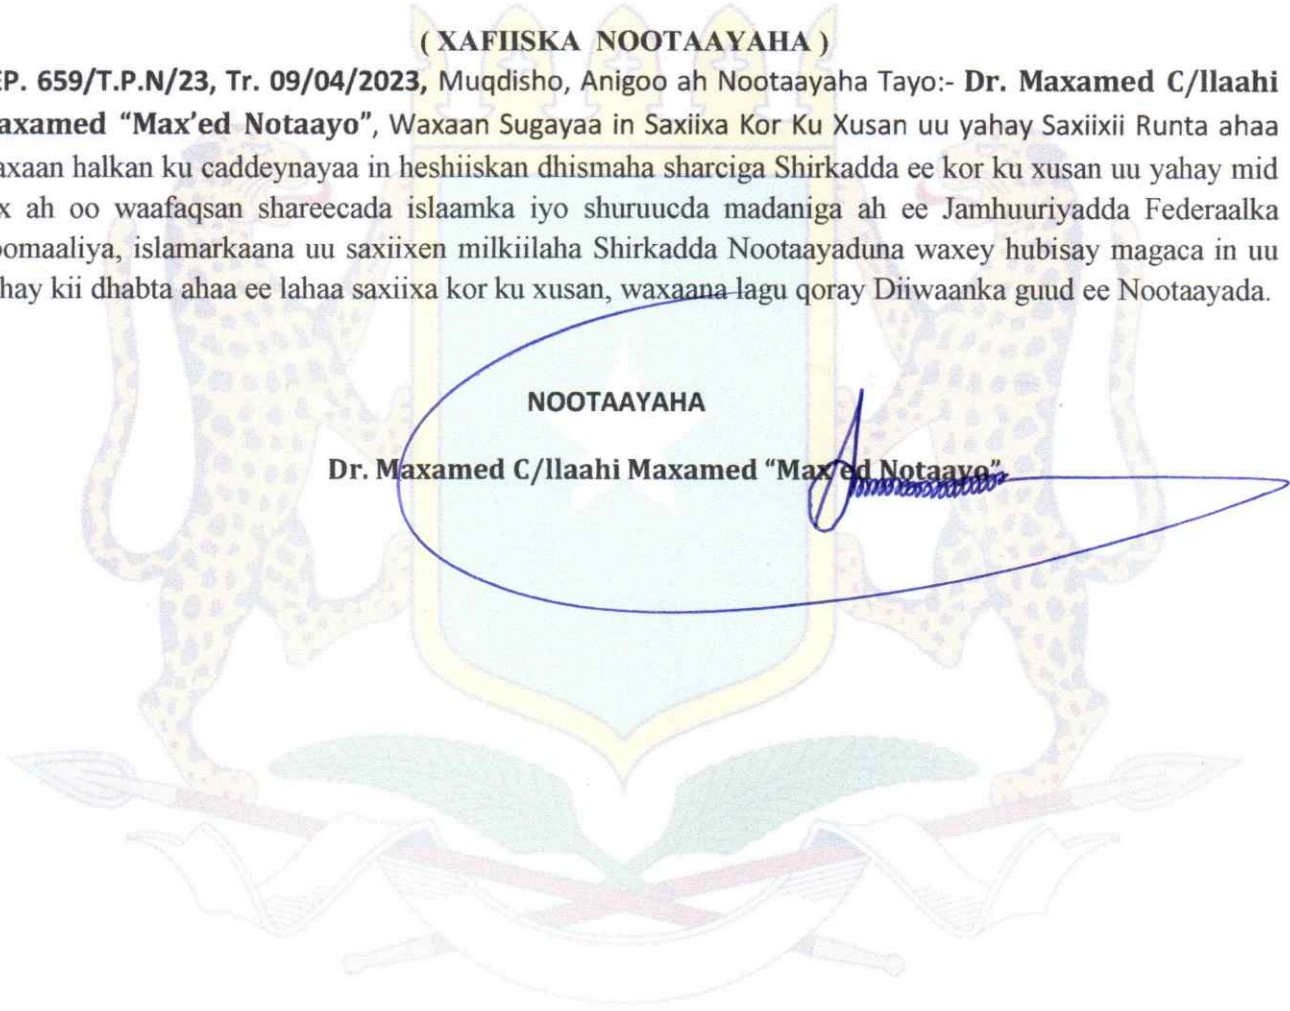 ( XAFIISKA NOOTAAYAHA )
EP. 659/T.P.N/23, Tr. 09/04/2023, Muqdisho, Anigoo ah Nootaayaha Tayo:- Dr. Maxamed C/llaahi
axamed “Max’ed Notaayo”, Waxaan Sugayaa in Saxiixa Kor Ku Xusan uu yahay Saxiixii Runta ahaa
axaan halkan ku caddeynayaa in heshiiskan dhismaha sharciga Shirkadda ee kor ku xusan uu yahay mid
x ah oo waafaqsan shareecada islaamka iyo shuruucda madaniga ah ee Jamhuuriyadda Federaalka
oomaaliya, islamarkaana uu saxiixen milkiilaha Shirkadda Nootaayaduna waxey hubisay magaca in uu
hay kii dhabta ahaa ee lahaa saxiixa kor ku xusan, waxaana lagu qoray Diiwaanka guud ee Nootaayada.
NOOTAAYAHA
Dr. Maxamed C/llaahi Maxamed “Max’ed Notaayo”